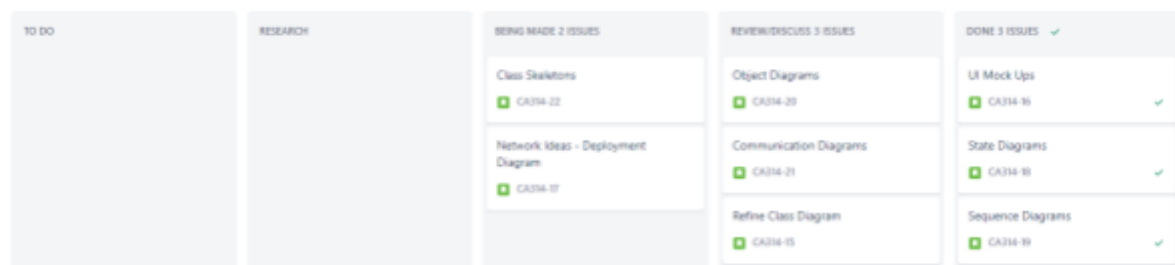 TO DO
RESEARCH
BEING MADE 2 ISSUES
Class Skeletons
CA314-22
Network Ideas - Deployment
Diagram
CA314-17
REVIEW/DISCUSS 3 ISSUES
Object Diagrams
CA314-20
Communication Diagrams
CA314-21
Refine Class Diagram
CA314-15
DONE 3 ISSUES
UI Mock Ups
CA314-16
State Diagrams
CA314-18
Sequence Diagrams
CA314-19